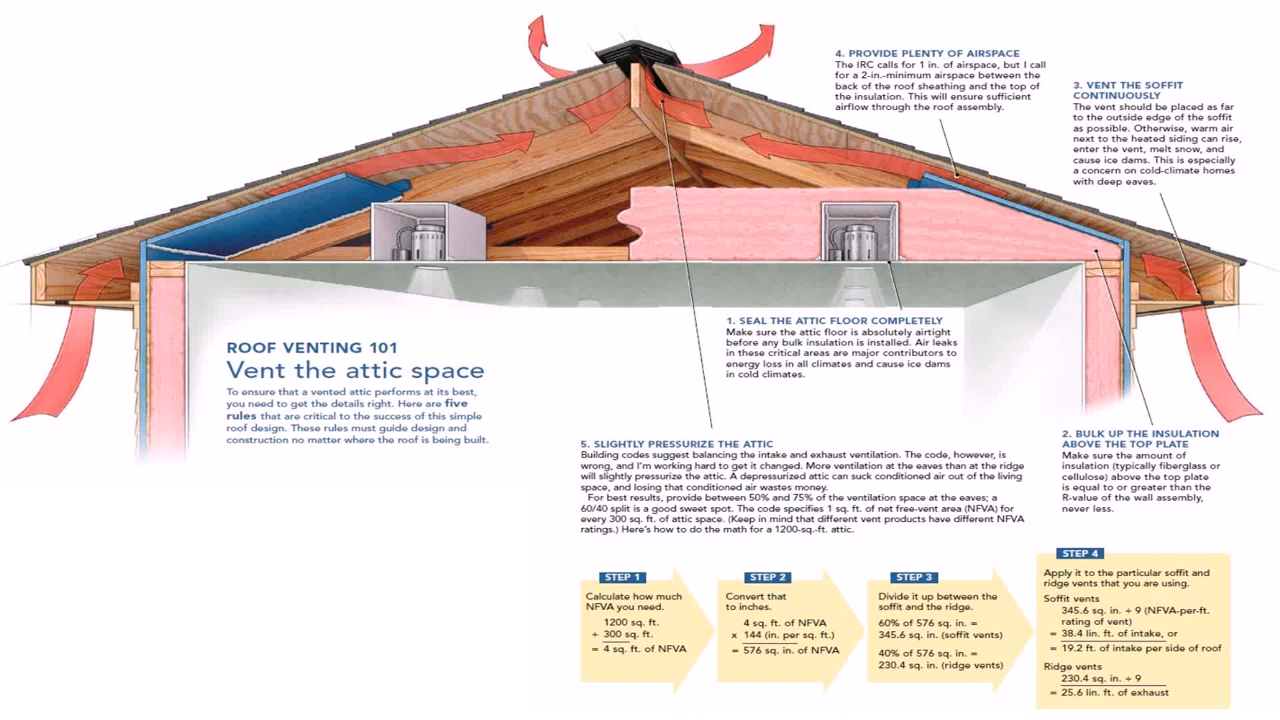 4. PROVIDE PLENTY OF AIRSPACE
The IRC calls for 1 in. of airspace, but I call
for a 2-in.-minimum airspace between the
back of the roof sheathing and the top of
the insulation. This will ensure sufficient
airflow through the roof assembly.
3. VENT THE SOFFIT
CONTINUOUSLY
The vent should be placed as far
to the outside edge of the soffit
as possible. Otherwise, warm air
next to the heated siding can rise,
enter the vent, melt snow, and
cause ice dams. This is especially
a concern on cold-climate homes
with deep eaves.
1. SEAL THE ATTIC FLOOR COMPLETELY
Make sure the attic floor is absolutely airtight
before any bulk insulation is installed. Air leaks
in these critical areas are major contributors to
energy loss in all climates and cause ice dams
in cold climates.
ROOF VENTING 101
Vent the attic space
To ensure that a vented attic performs at its best,
you need to get the details right. Here are five
rules that are critical to the success of this simple
roof design. These rules must guide design and
construction no matter where the roof is being built.
2. BULK UP THE INSULATION
ABOVE THE TOP PLATE
Make sure the amount of
insulation (typically fiberglass or
cellulose) above the top plate
is equal to or greater than the
R-value of the wall assembly,
never less.
5. SLIGHTLY PRESSURIZE THE ATTIC
Building codes suggest balancing the intake and exhaust ventilation. The code, however, is
wrong, and I'm working hard to get it changed. More ventilation at the eaves than at the ridge
will slightly pressurize the attic. A depressurized attic can suck conditioned air out of the living
space, and losing that conditioned air wastes money.
For best results, provide between 50% and 75% of the ventilation space at the eaves; a
60/40 split is a good sweet spot. The code specifies 1 sq. ft. of net free-vent area (NFVA) for
every 300 sq. ft. of attic space. (Keep in mind that different vent products have different NFVA
ratings.) Here's how to do the math for a 1200-sq.-ft. attic.
STEP 1
Calculate how much
NFVA you need.
1200 sq. ft.
÷ 300 sq. ft.
= 4 sq. ft. of NFVA
STEP 2
Convert that
to inches.
4 sq. ft. of NFVA
x 144 (in. per sq. ft.)
= 576 sq. in. of NFVA
STEP 3
Divide it up between the
soffit and the ridge.
60% of 576 sq. in. =
345.6 sq. in. (soffit vents)
40% of 576 sq. in. =
230.4 sq. in. (ridge vents)
STEP 4
Apply it to the particular soffit and
ridge vents that you are using.
Soffit vents
345.6 sq. in. ÷ 9 (NFVA-per-ft.
rating of vent)
= 38.4 lin. ft. of intake, or
= 19.2 ft. of intake per side of roof
Ridge vents
230.4 sq. in. ÷ 9
= 25.6 lin. ft. of exhaust